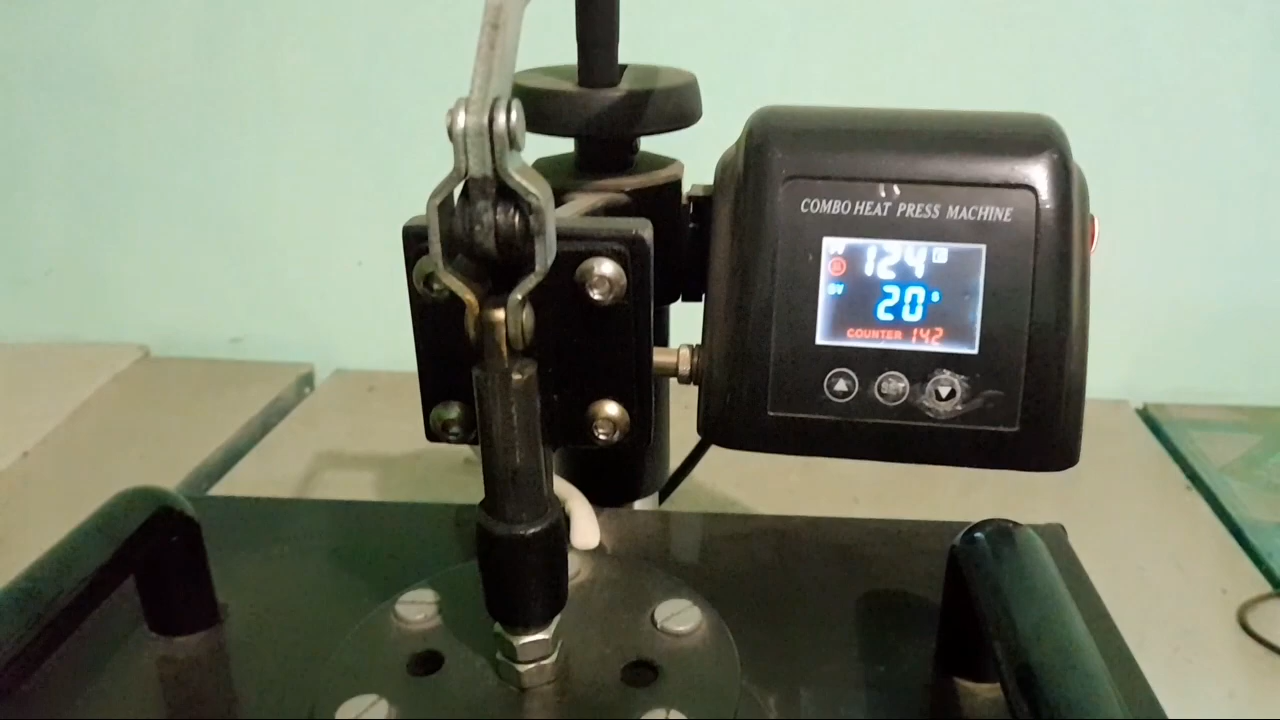 COMBO HEAT PRESS MACHINE
124
20 s
COUNTER 142
SET